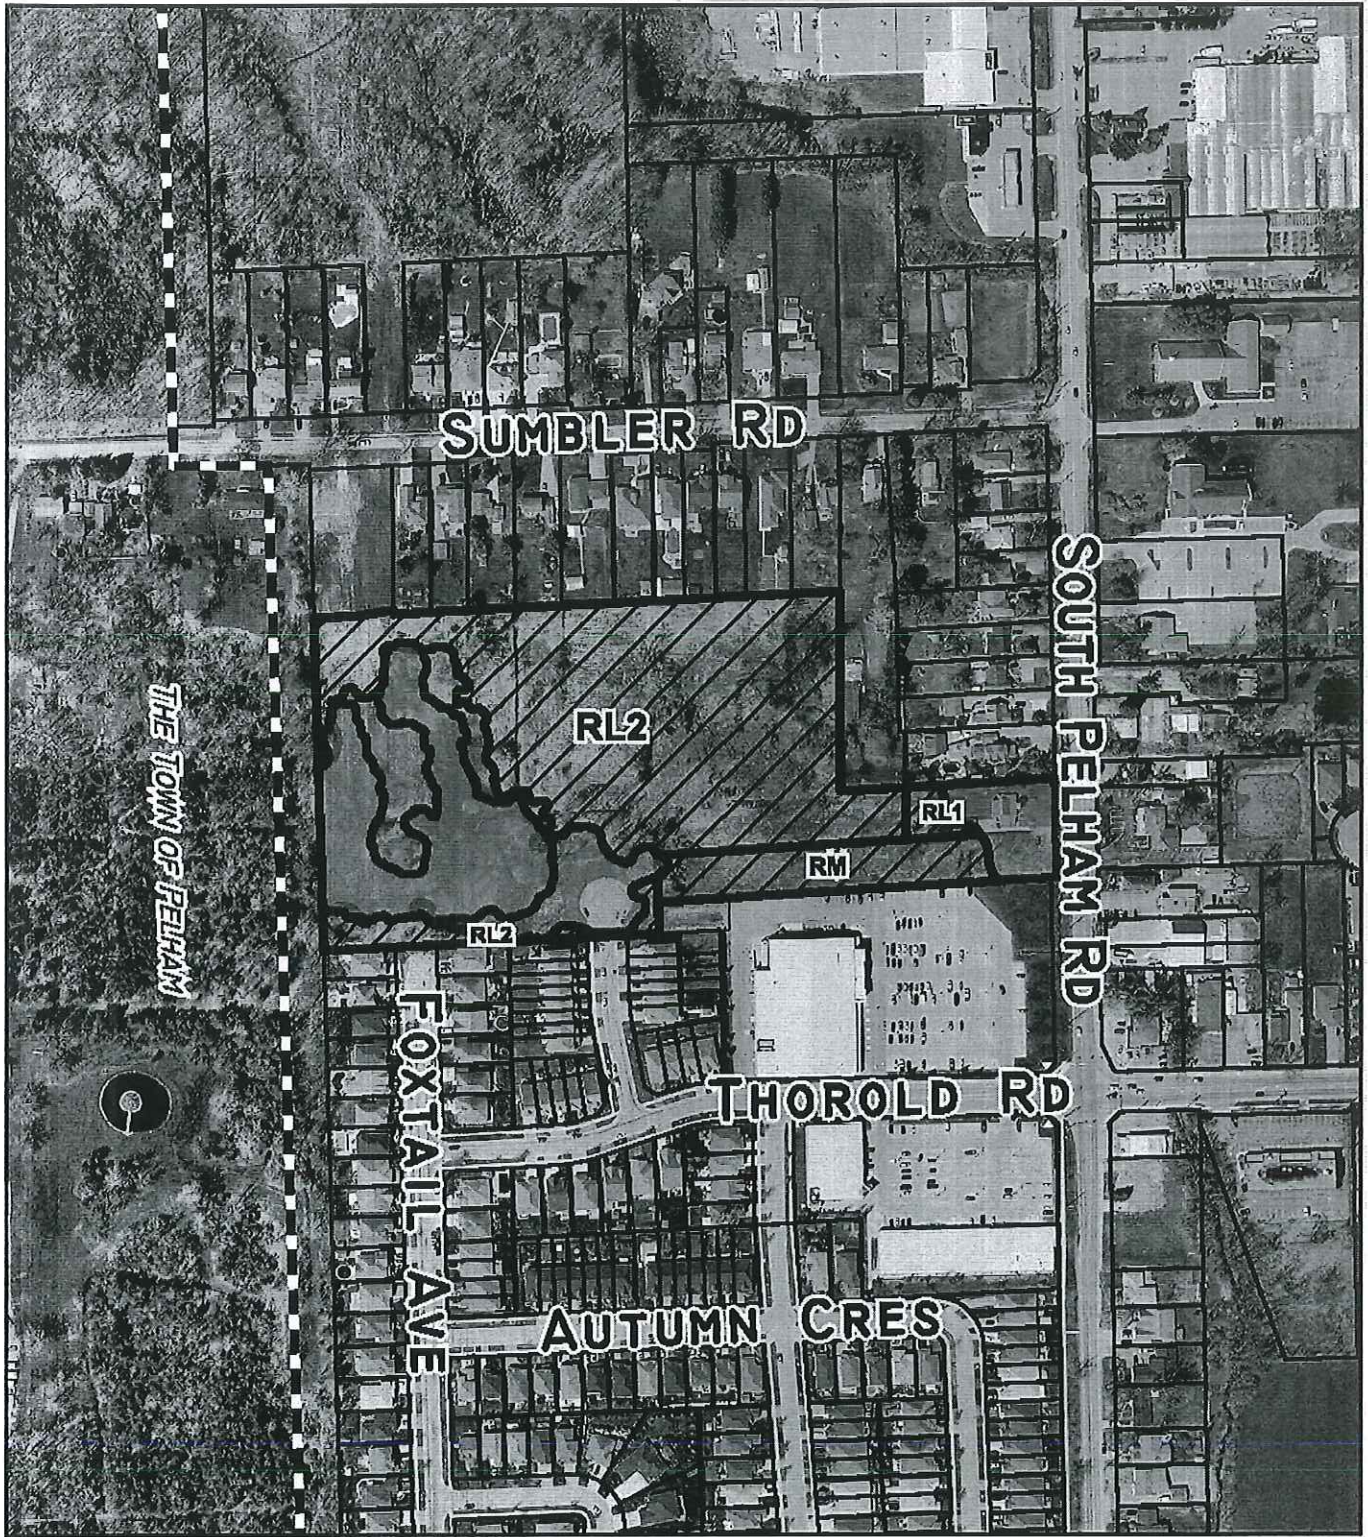 SUMBLER RD
SOUTH PELHAM RD
THE TOWN OF PELHAM
RL2
RL1
RM
RL2
FOXTAIL AVE
THOROLD RD
AUTUMN CRES